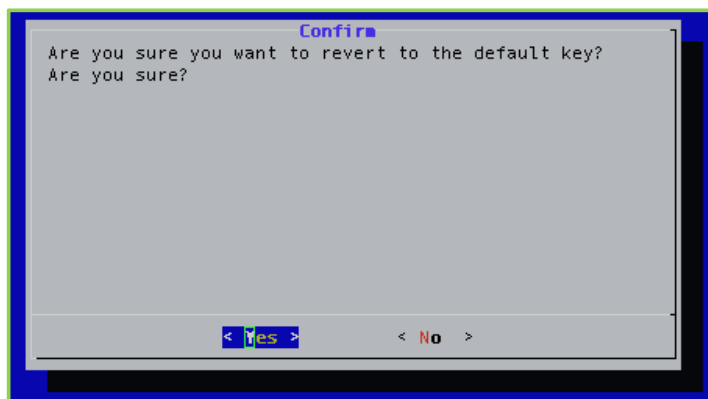 Confirm
Are you sure you want to revert to the default key?
Are you sure?
< Yes > < No >